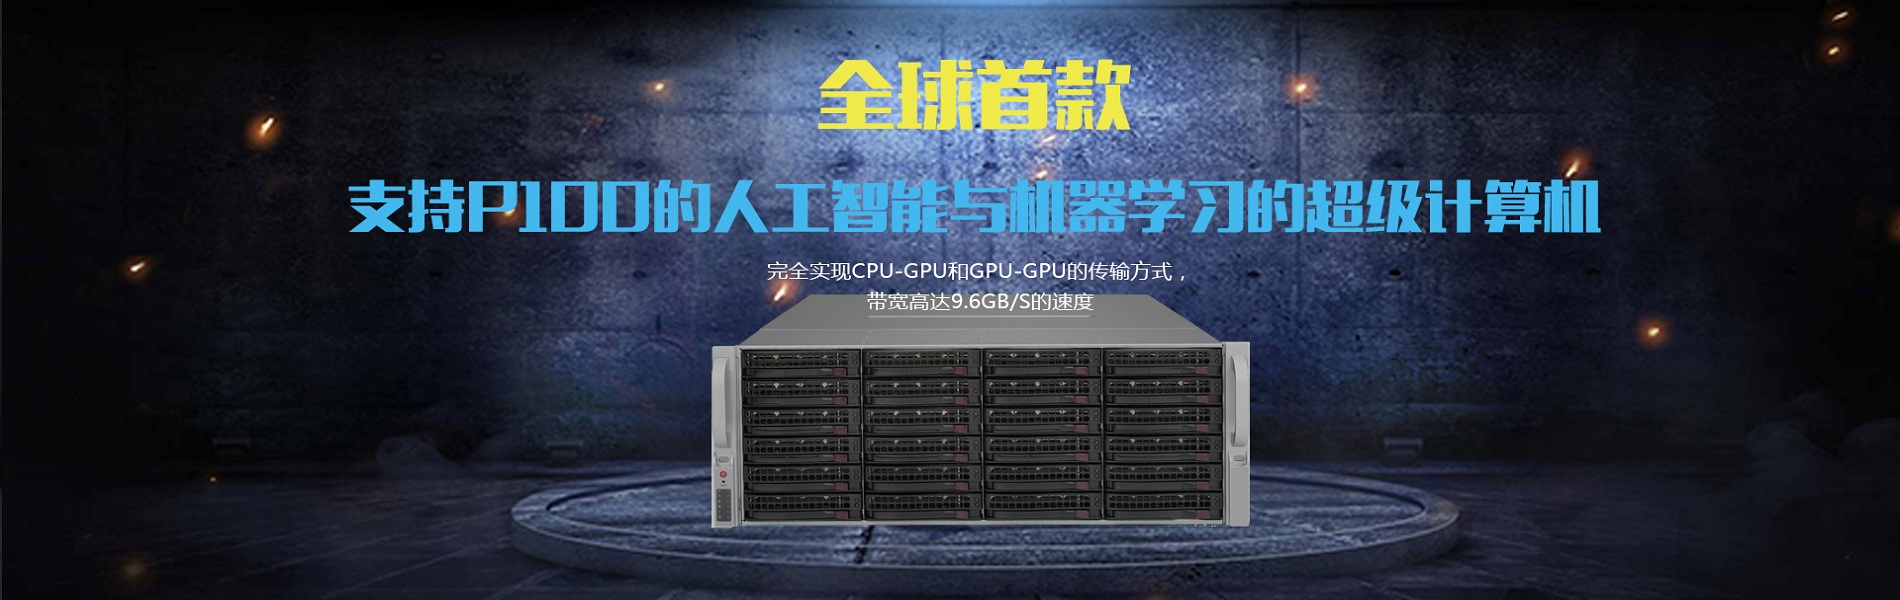 全球首款
支持P100的人工智能与机器学习的超级计算机
完全实现CPU-GPU和GPU-GPU的传输方式，
带宽高达9.6GB/S的速度